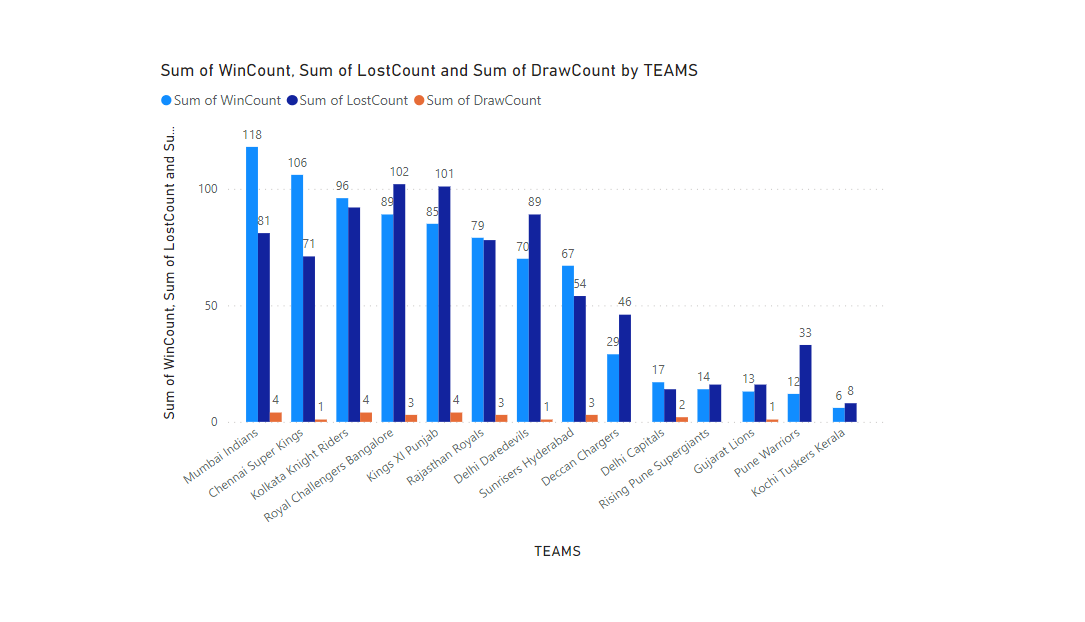 Sum of WinCount, Sum of LostCount and Sum of DrawCount by TEAMS
Sum of WinCount Sum of LostCount Sum of DrawCount
Sum of WinCount, Sum of LostCount and Su...
100
50
0
118
81
4
106
71
1
96
4
89
102
3
85
101
4
79
3
70
89
1
67
54
3
29
46
17
2
14
13
1
12
33
6
8
Mumbai Indians
Chennai Super Kings
Kolkata Knight Riders
Royal Challengers Bangalore
Kings XI Punjab
Rajasthan Royals
Delhi Daredevils
Sunrisers Hyderabad
Deccan Chargers
Delhi Capitals
Rising Pune Supergiants
Gujarat Lions
Pune Warriors
Kochi Tuskers Kerala
TEAMS